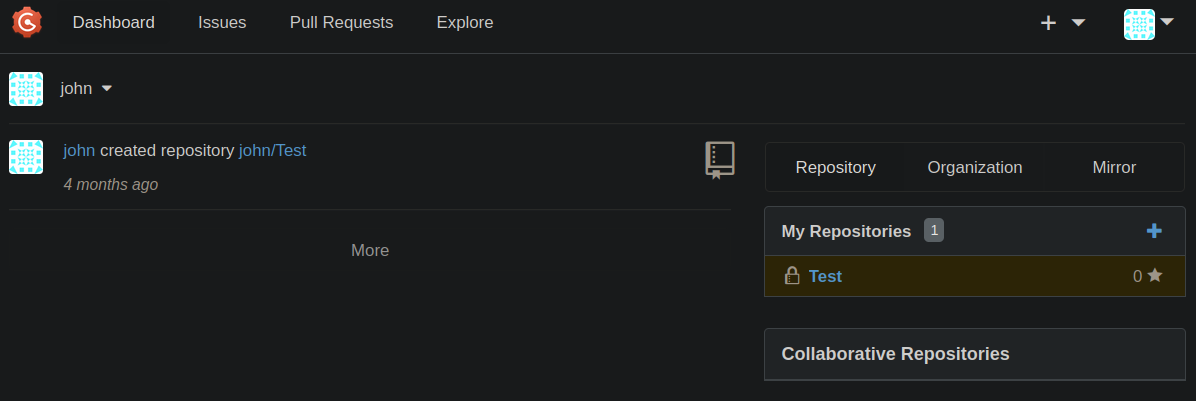 Dashboard Issues Pull Requests Explore
john
john created repository john/Test
4 months ago
More
Repository Organization Mirror
My Repositories 1
Test 0
Collaborative Repositories